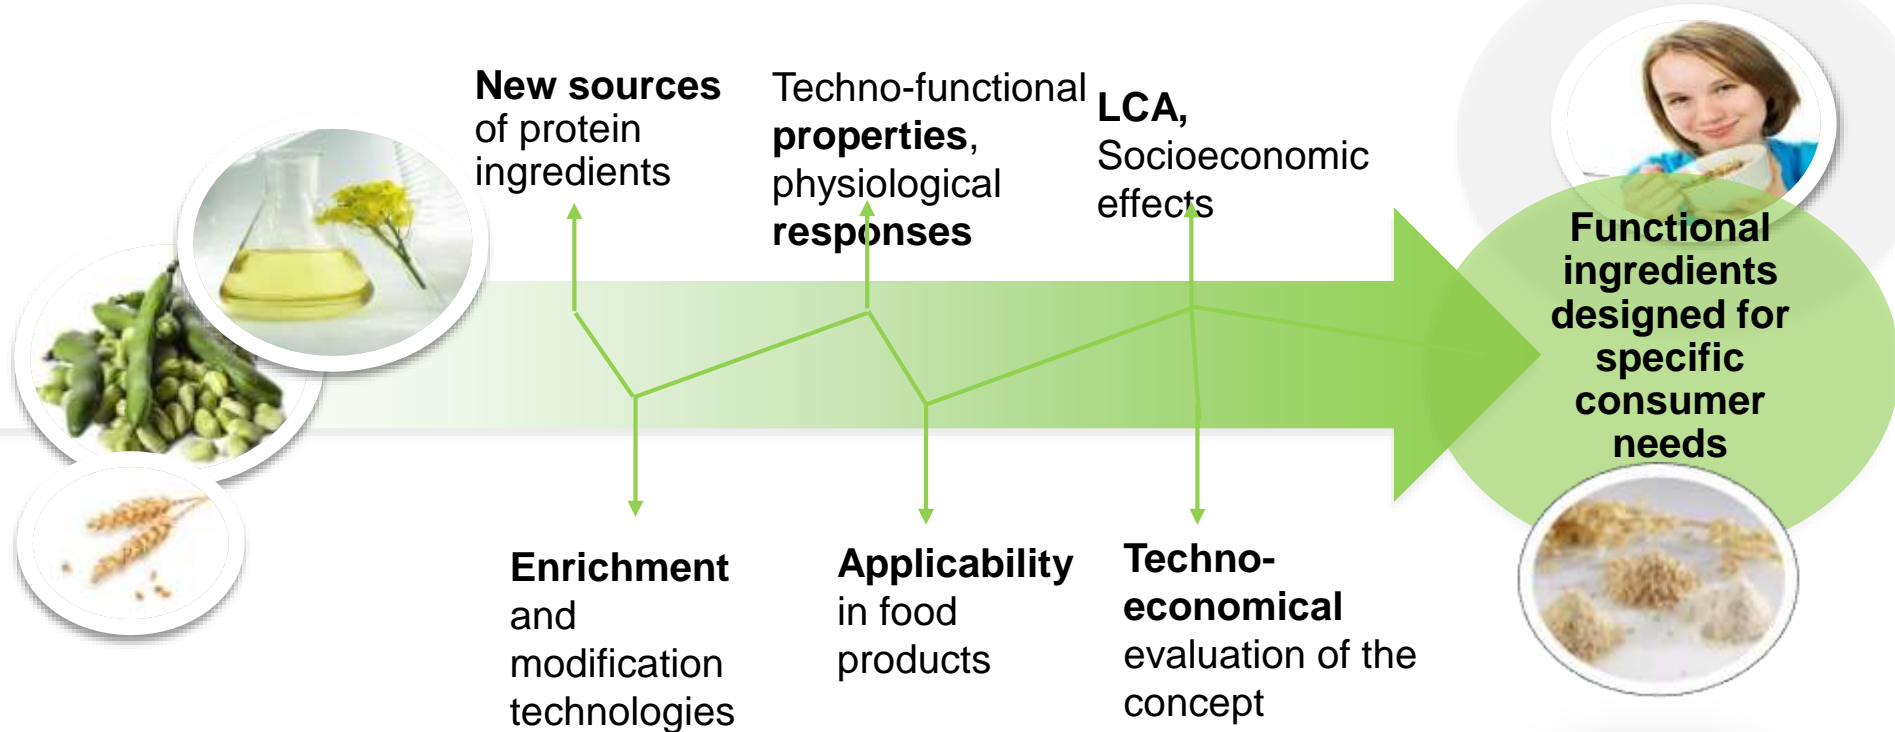 New sources
of protein
ingredients
Techno-functional
properties,
physiological
responses
LCA,
Socioeconomic
effects
Functional
ingredients
designed for
specific
consumer
needs
Enrichment
and
modification
technologies
Applicability
in food
products
Techno-
economical
evaluation of the
concept